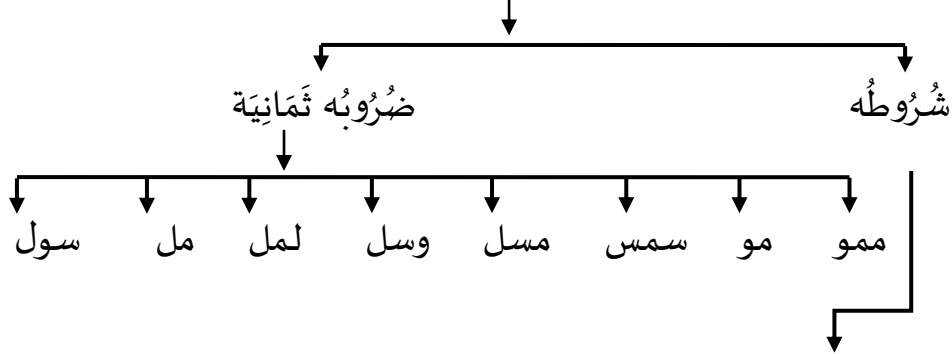 شُرُوطُه ضُرُوبُه ثَمَانِيَة
ممو مو سمس مسل وسل لمل مل سول